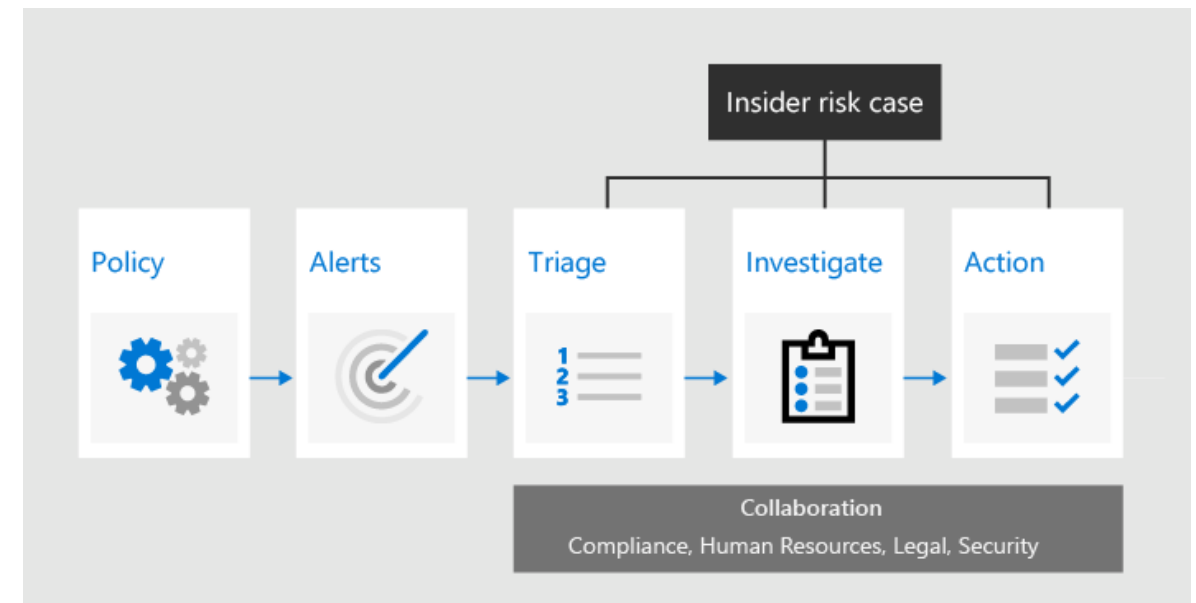 Insider risk case
Policy
Alerts
Triage
Investigate
Action
1
2
3
Collaboration
Compliance, Human Resources, Legal, Security